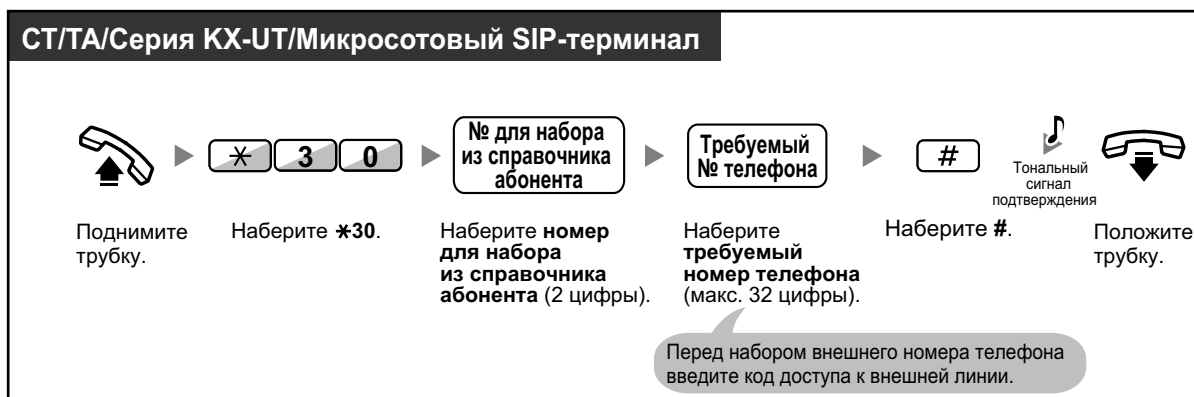 СТ/ТА/Серия KX-UT/Микросотовый SIP-терминал
✳ 3 0
№ для набора
из справочника
абонента
Требуемый
№ телефона
#
Тональный
сигнал
подтверждения
Поднимите
трубку.
Наберите ✳30.
Наберите номер
для набора
из справочника
абонента (2 цифры).
Наберите
требуемый
номер телефона
(макс. 32 цифры).
Наберите #.
Положите
трубку.
Перед набором внешнего номера телефона
введите код доступа к внешней линии.